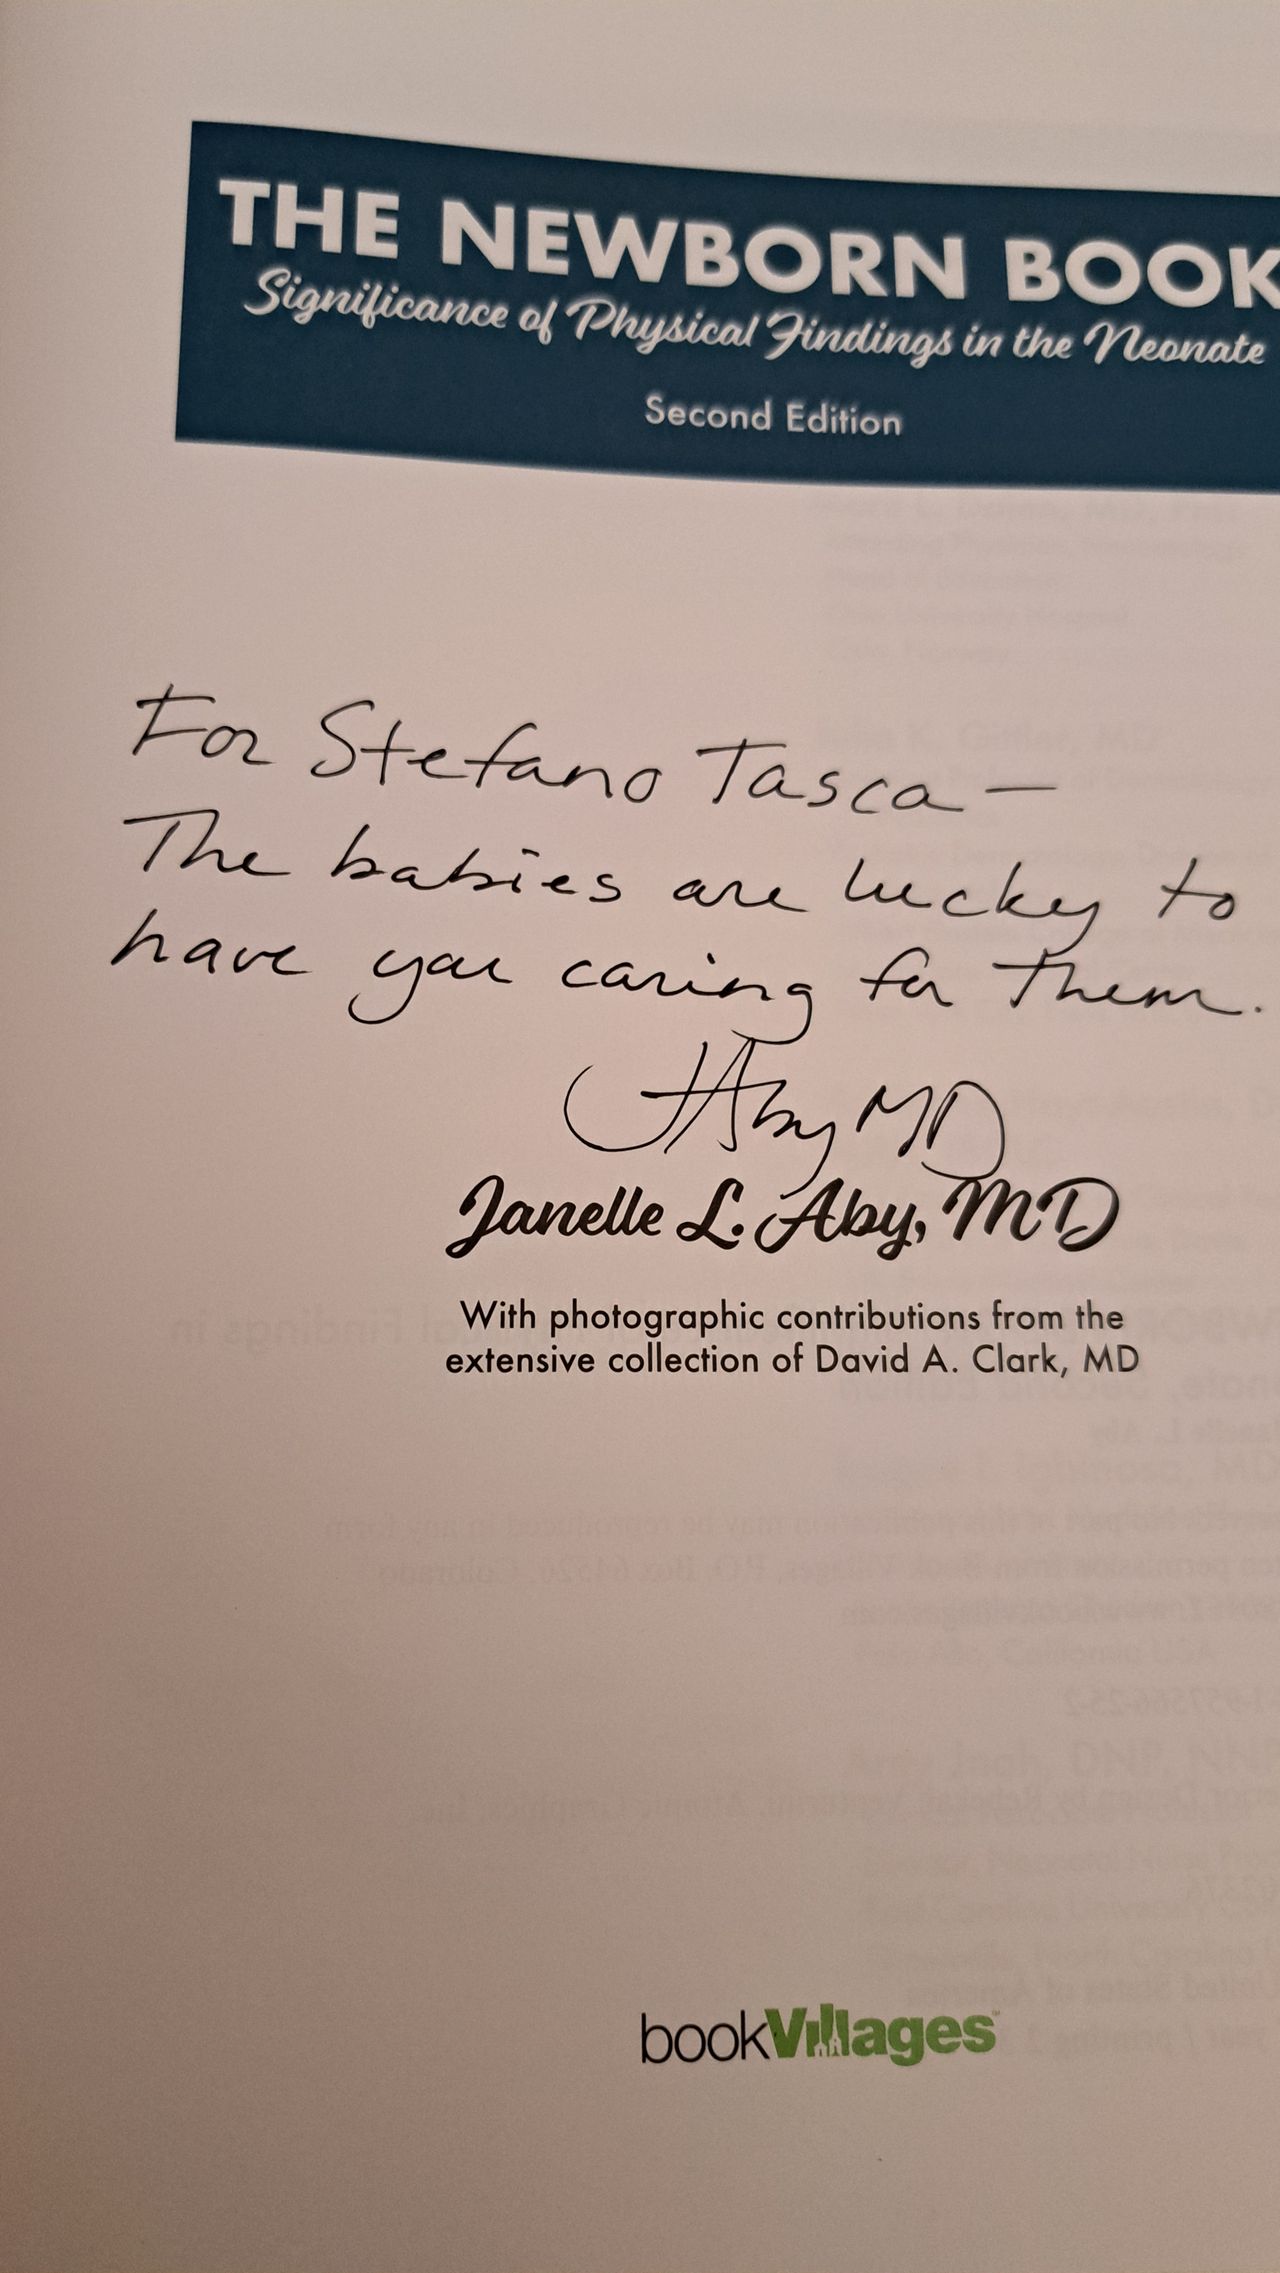 THE NEWBORN BOOK
Significance of Physical Findings in the Neonate
Second Edition
For Stefano Tasca —
The babies are lucky to
have you caring for them.
JAby MD
Janelle L. Aby, MD
With photographic contributions from the
extensive collection of David A. Clark, MD
bookVillages™